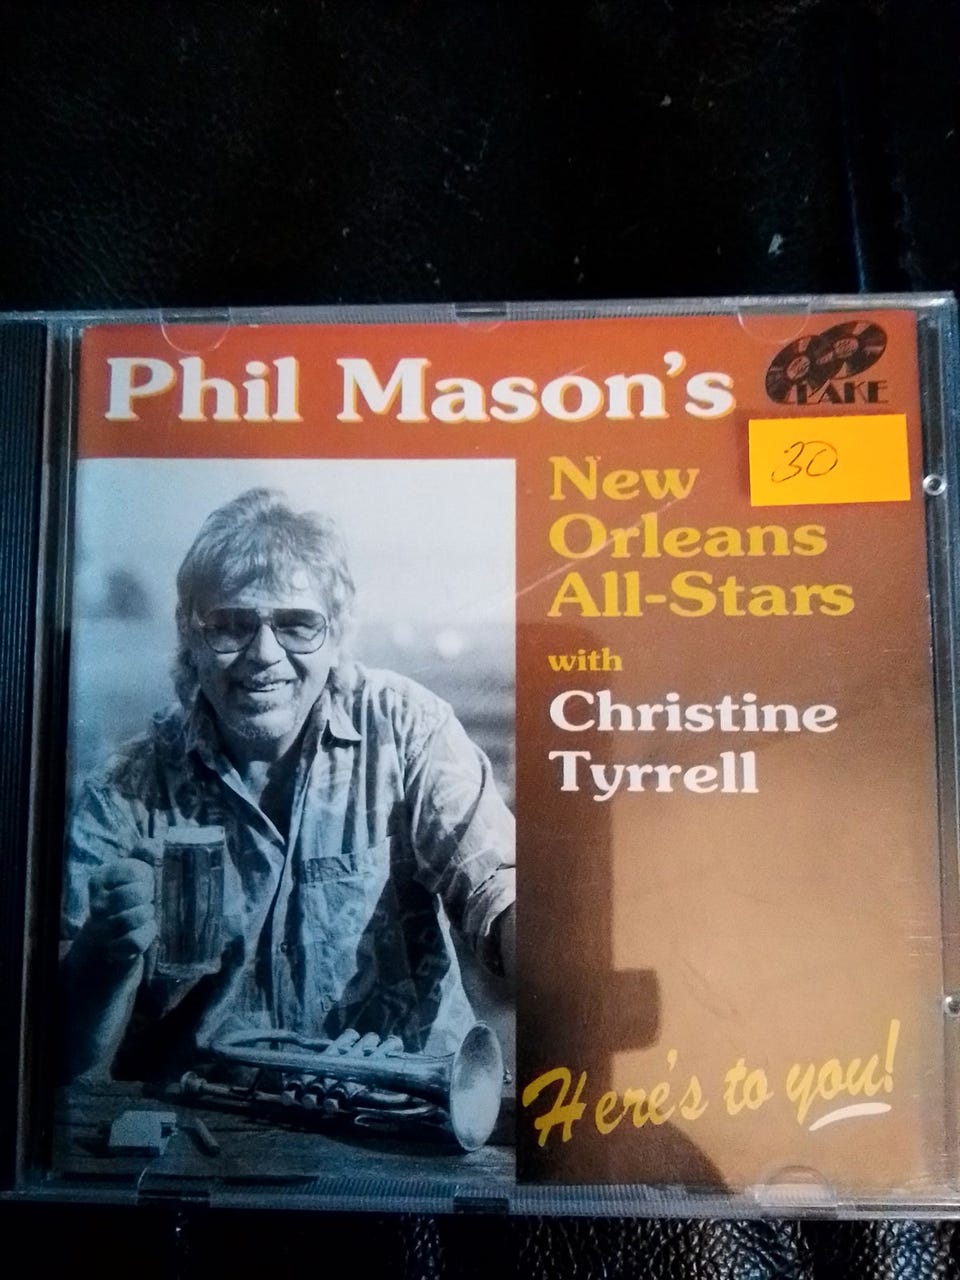 Phil Mason's
LAKE
30
New
Orleans
All-Stars
with
Christine
Tyrrell
Here's to you!